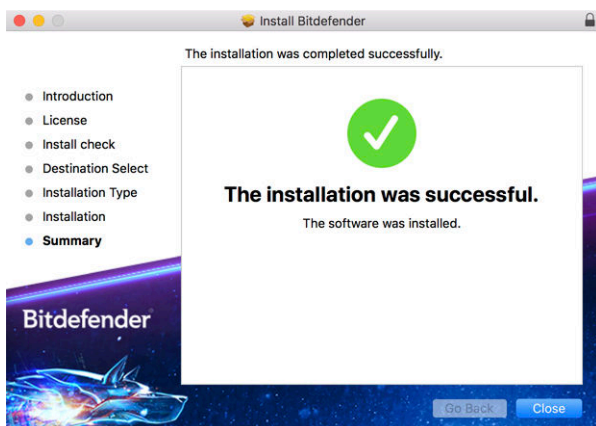 Install Bitdefender
The installation was completed successfully.
Introduction
License
Install check
Destination Select
Installation Type
Installation
Summary
The installation was successful.
The software was installed.
Bitdefender
Go Back
Close